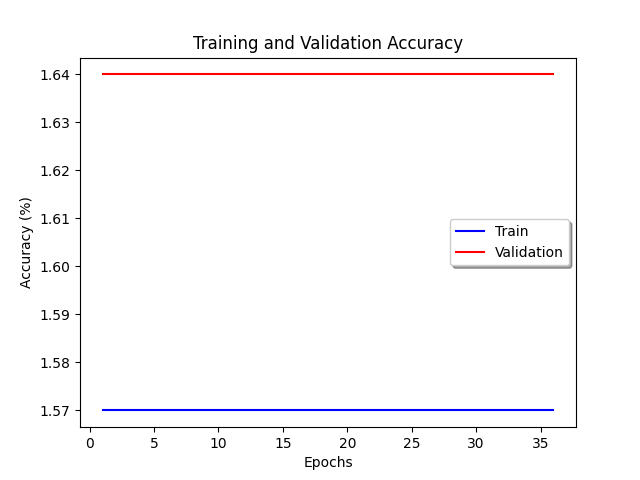 Training and Validation Accuracy
1.64
1.63
1.62
1.61
1.60
1.59
1.58
1.57
Accuracy (%)
Train
Validation
0 5 10 15 20 25 30 35
Epochs